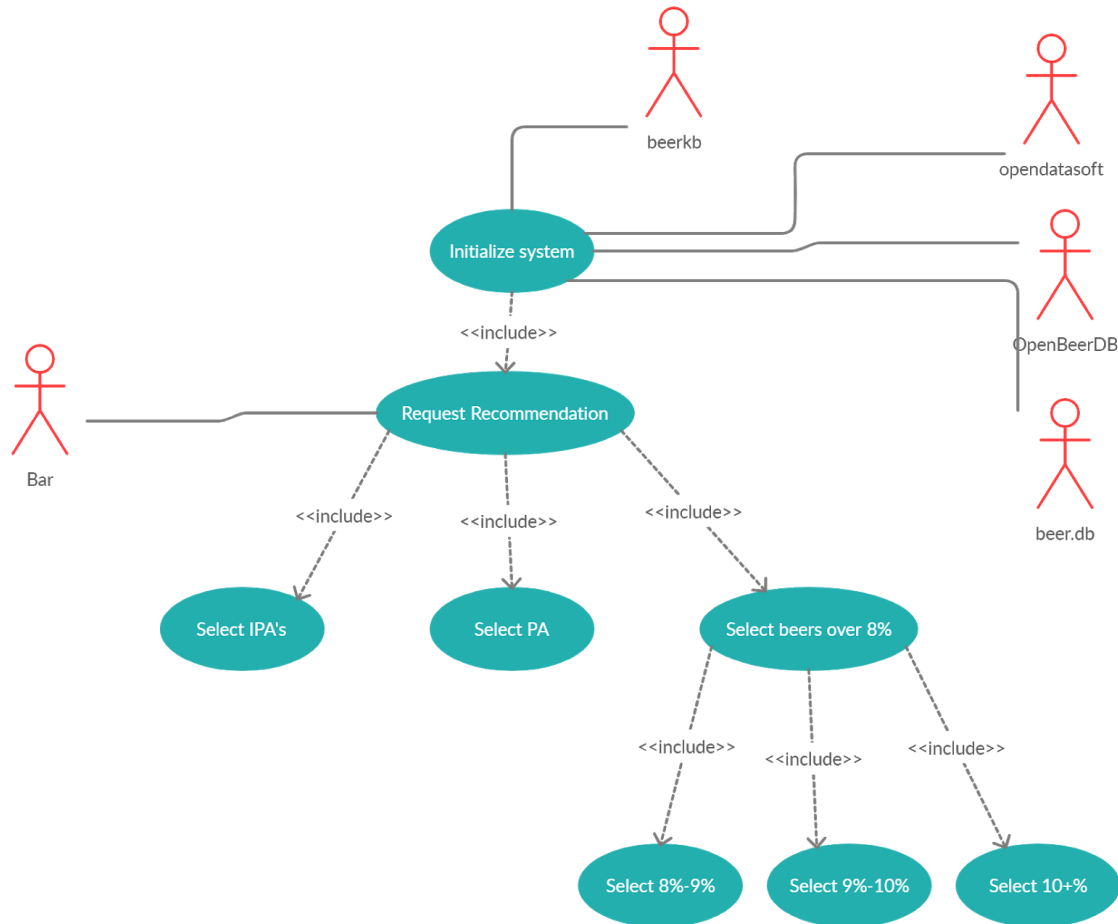 beerkb
opendatasoft
Initialize system
<<include>>
OpenBeerDB
Bar
Request Recommendation
beer.db
<<include>>
<<include>>
<<include>>
Select IPA's
Select PA
Select beers over 8%
<<include>>
<<include>>
<<include>>
Select 8%-9%
Select 9%-10%
Select 10+%